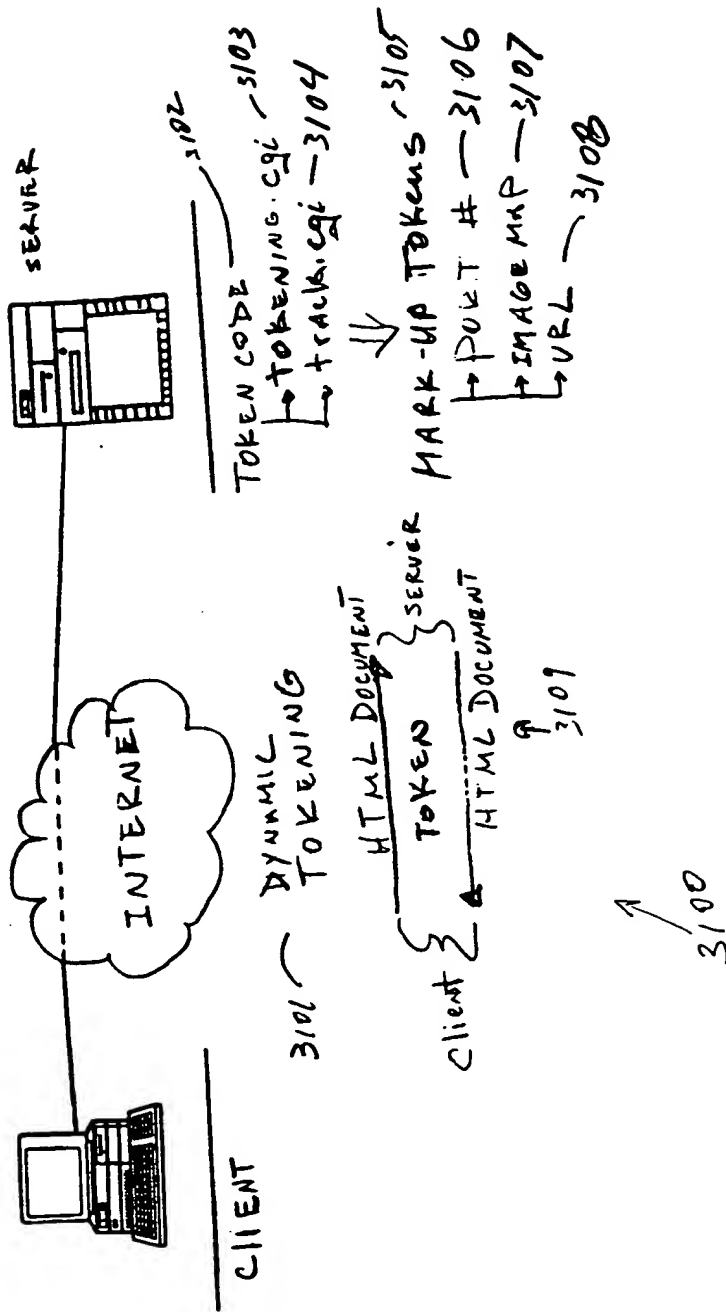 CLIENT
INTERNET
SERVER
3101
DYNAMIC
TOKENING
HTML DOCUMENT
Client
TOKEN
SERVER
HTML DOCUMENT
3109
TOKEN CODE 3102
TOKENING.cgi 3103
track.cgi 3104
MARK-UP TOKENS 3105
PORT # 3106
IMAGE MAP 3107
URL 3108
3100